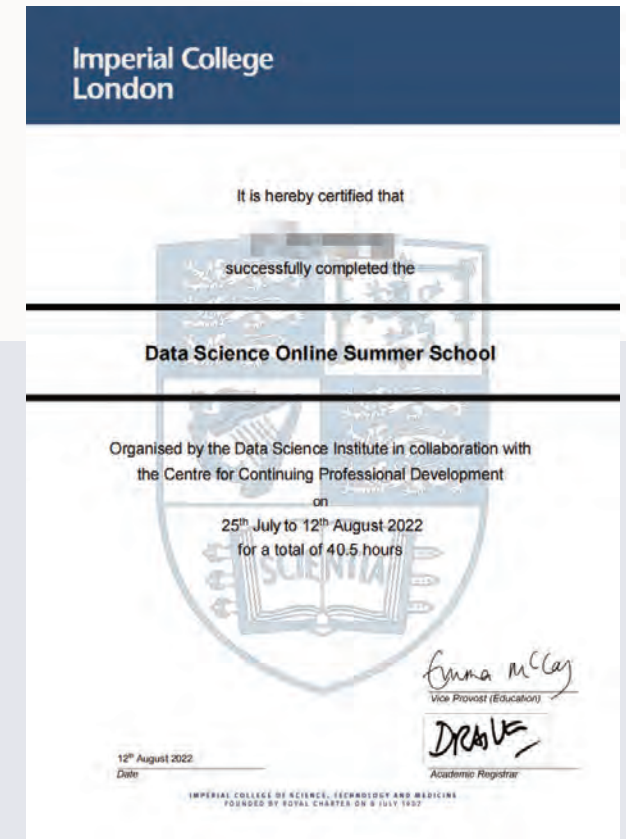 Imperial College
London
It is hereby certified that
successfully completed the
Data Science Online Summer School
Organised by the Data Science Institute in collaboration with
the Centre for Continuing Professional Development
on
25th July to 12th August 2022
for a total of 40.5 hours
SCIENTIA
Emma McCay
Vice Provost (Education)
12th August 2022
Date
Academic Registrar
IMPERIAL COLLEGE OF SCIENCE, TECHNOLOGY AND MEDICINE
FOUNDED BY ROYAL CHARTER ON 8 JULY 1907